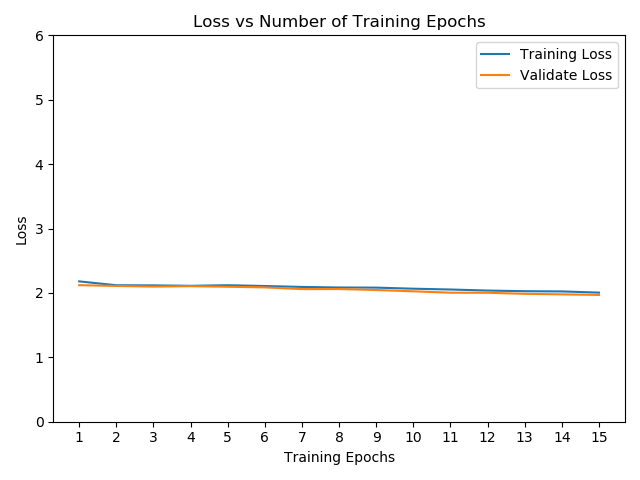 Loss vs Number of Training Epochs
6
5
4
3
2
1
0
Loss
Training Loss
Validate Loss
1 2 3 4 5 6 7 8 9 10 11 12 13 14 15
Training Epochs